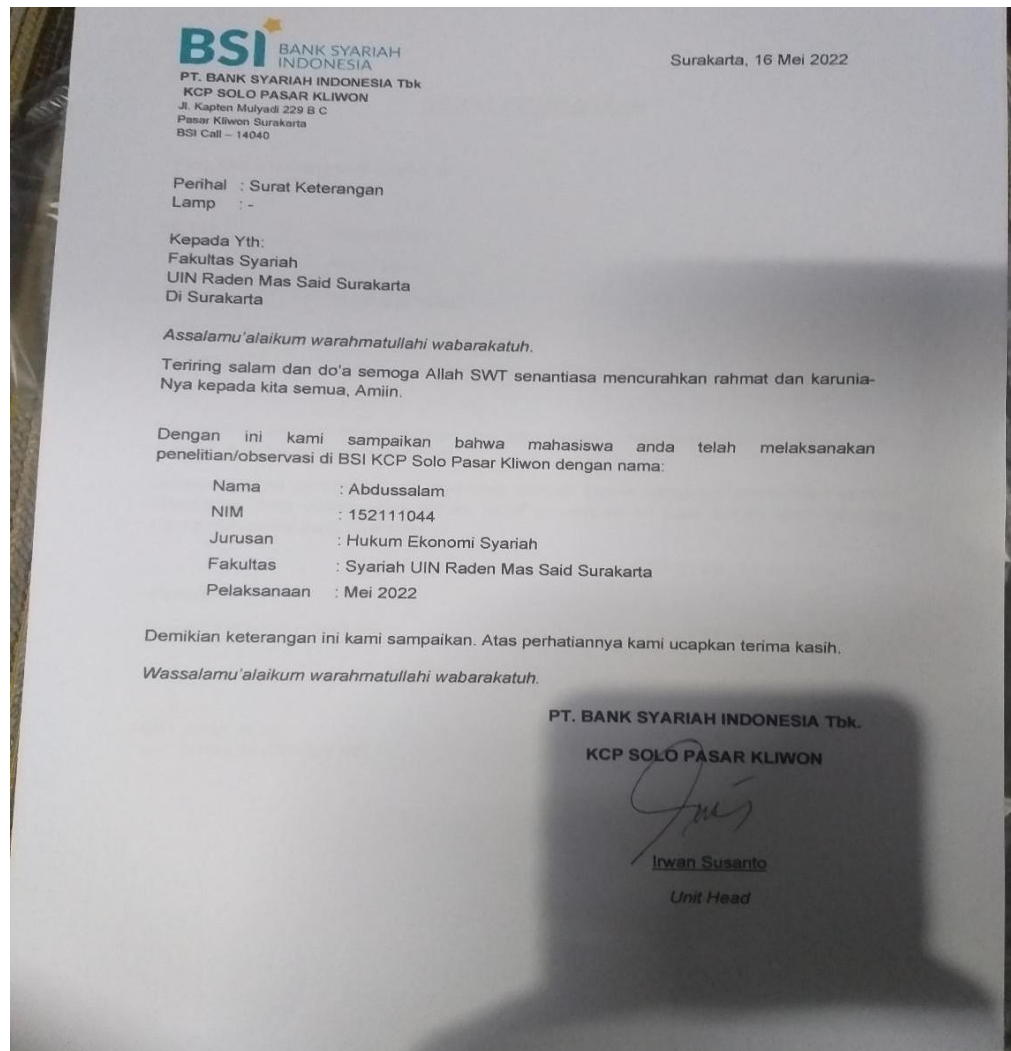 BSI BANK SYARIAH
INDONESIA
Surakarta, 16 Mei 2022
PT. BANK SYARIAH INDONESIA Tbk
KCP SOLO PASAR KLIWON
Jl. Kapten Mulyadi 229 B C
Pasar Kliwon Surakarta
BSI Call – 14040
Perihal : Surat Keterangan
Lamp : -
Kepada Yth:
Fakultas Syariah
UIN Raden Mas Said Surakarta
Di Surakarta
Assalamu'alaikum warahmatullahi wabarakatuh.
Teriring salam dan do'a semoga Allah SWT senantiasa mencurahkan rahmat dan karunia-
Nya kepada kita semua, Amiin.
Dengan ini kami sampaikan bahwa mahasiswa anda telah melaksanakan
penelitian/observasi di BSI KCP Solo Pasar Kliwon dengan nama:
Nama : Abdussalam
NIM : 152111044
Jurusan : Hukum Ekonomi Syariah
Fakultas : Syariah UIN Raden Mas Said Surakarta
Pelaksanaan : Mei 2022
Demikian keterangan ini kami sampaikan. Atas perhatiannya kami ucapkan terima kasih.
Wassalamu'alaikum warahmatullahi wabarakatuh.
PT. BANK SYARIAH INDONESIA Tbk.
KCP SOLO PASAR KLIWON
Irwan Susanto
Unit Head